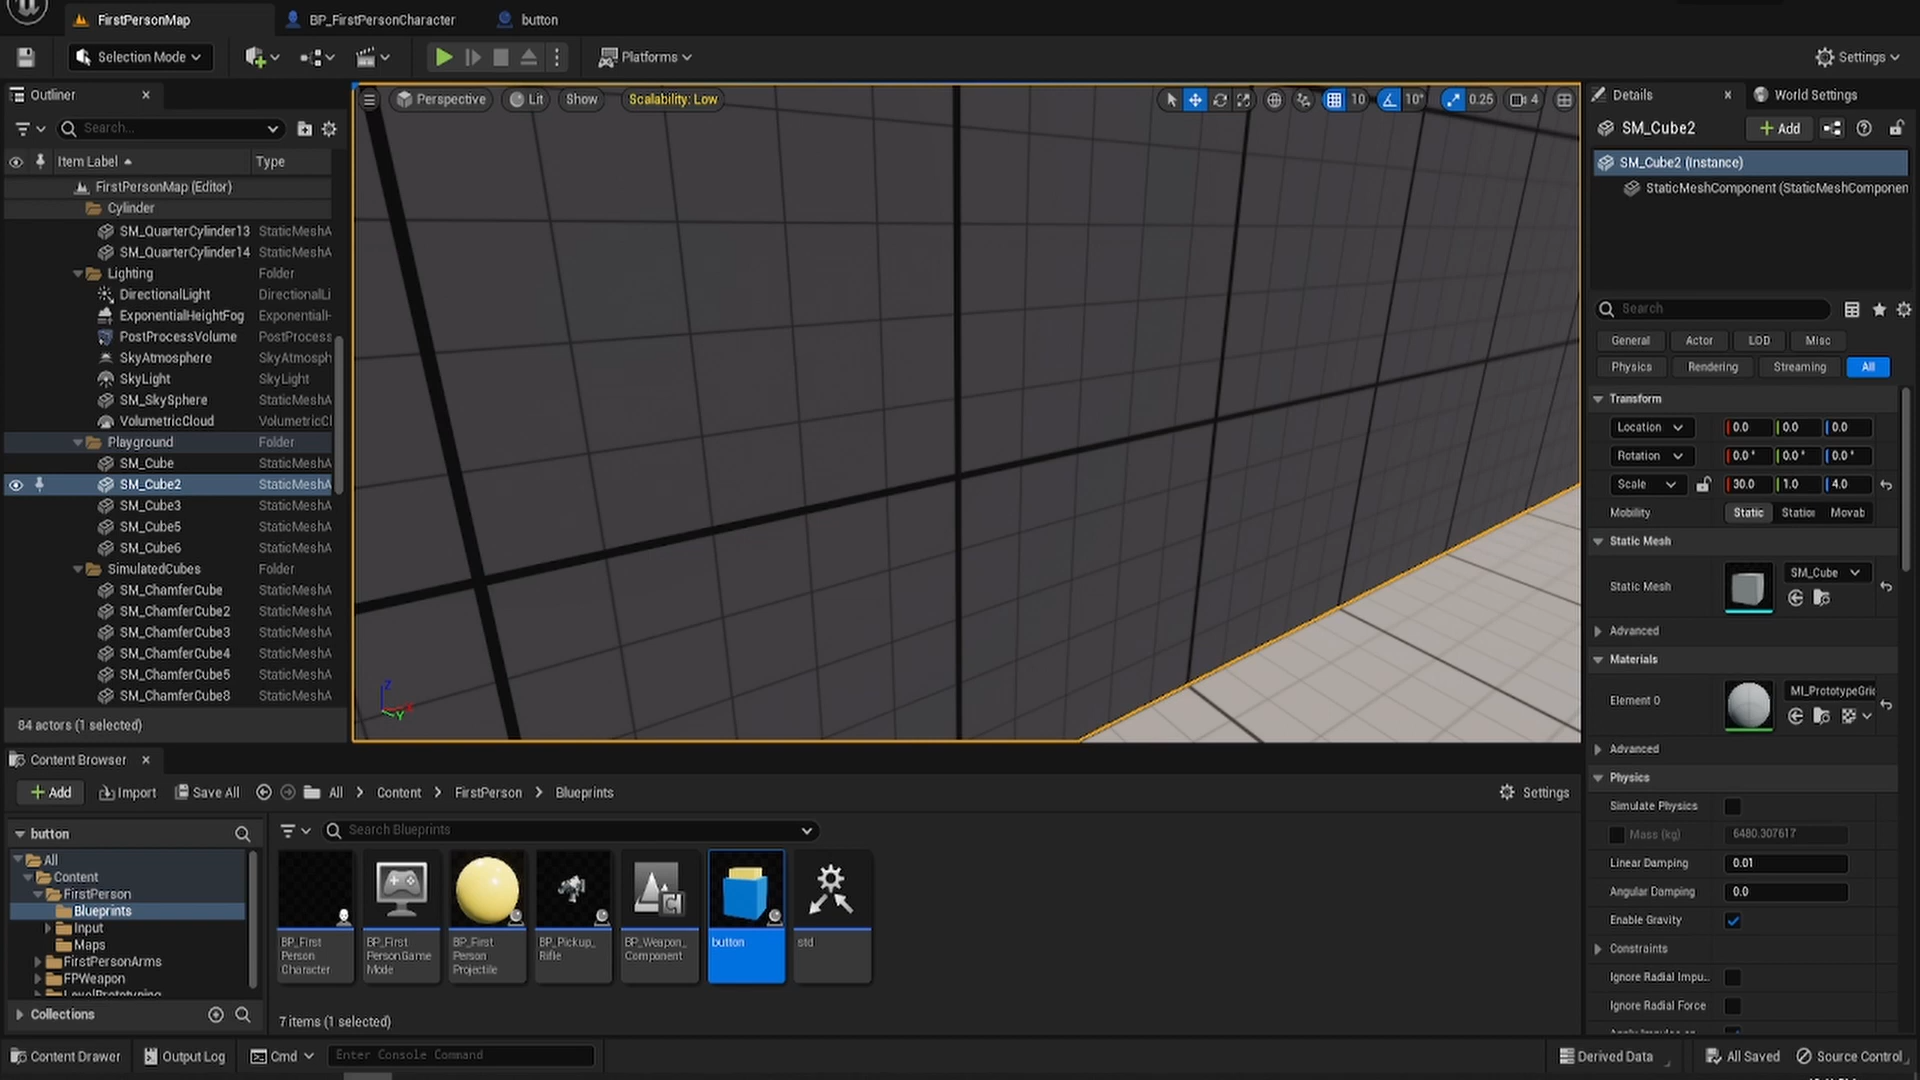 FirstPersonMap
BP_FirstPersonCharacter
button
Selection Mode
Platforms
Settings
Outliner
Search...
Item Label
Type
FirstPersonMap (Editor)
Cylinder
SM_QuarterCylinder13 StaticMeshA
SM_QuarterCylinder14 StaticMeshA
Lighting Folder
DirectionalLight DirectionalLi
ExponentialHeightFog ExponentialH
PostProcessVolume PostProcess
SkyAtmosphere SkyAtmosph
SkyLight SkyLight
SM_SkySphere StaticMeshA
VolumetricCloud VolumetricCl
Playground Folder
SM_Cube StaticMeshA
SM_Cube2 StaticMeshA
SM_Cube3 StaticMeshA
SM_Cube5 StaticMeshA
SM_Cube6 StaticMeshA
SimulatedCubes Folder
SM_ChamferCube StaticMeshA
SM_ChamferCube2 StaticMeshA
SM_ChamferCube3 StaticMeshA
SM_ChamferCube4 StaticMeshA
SM_ChamferCube5 StaticMeshA
SM_ChamferCube8 StaticMeshA
84 actors (1 selected)
Perspective Lit Show Scalability: Low
10 10° 0.25 4
Z
X
Y
Details
World Settings
SM_Cube2
Add
SM_Cube2 (Instance)
StaticMeshComponent (StaticMeshComponen
Search
General Actor LOD Misc
Physics Rendering Streaming All
Transform
Location 0.0 0.0 0.0
Rotation 0.0° 0.0° 0.0°
Scale 30.0 1.0 4.0
Mobility Static Station Movab
Static Mesh
Static Mesh SM_Cube
Advanced
Materials
Element 0 MI_PrototypeGric
Advanced
Physics
Simulate Physics
Mass (kg) 6480.307617
Linear Damping 0.01
Angular Damping 0.0
Enable Gravity
Constraints
Ignore Radial Impu..
Ignore Radial Force
Content Browser
Add Import Save All All Content FirstPerson Blueprints
Settings
button
All
Content
FirstPerson
Blueprints
Input
Maps
FirstPersonArms
FPWeapon
LevelPrototyping
Collections
Search Blueprints
BP_First
Person
Character
BP_First
PersonGame
Mode
BP_First
Person
Projectile
BP_Pickup_
Rifle
BP_Weapon_
Component
button
std
7 items (1 selected)
Content Drawer
Output Log
Cmd
Enter Console Command
Derived Data
All Saved
Source Control